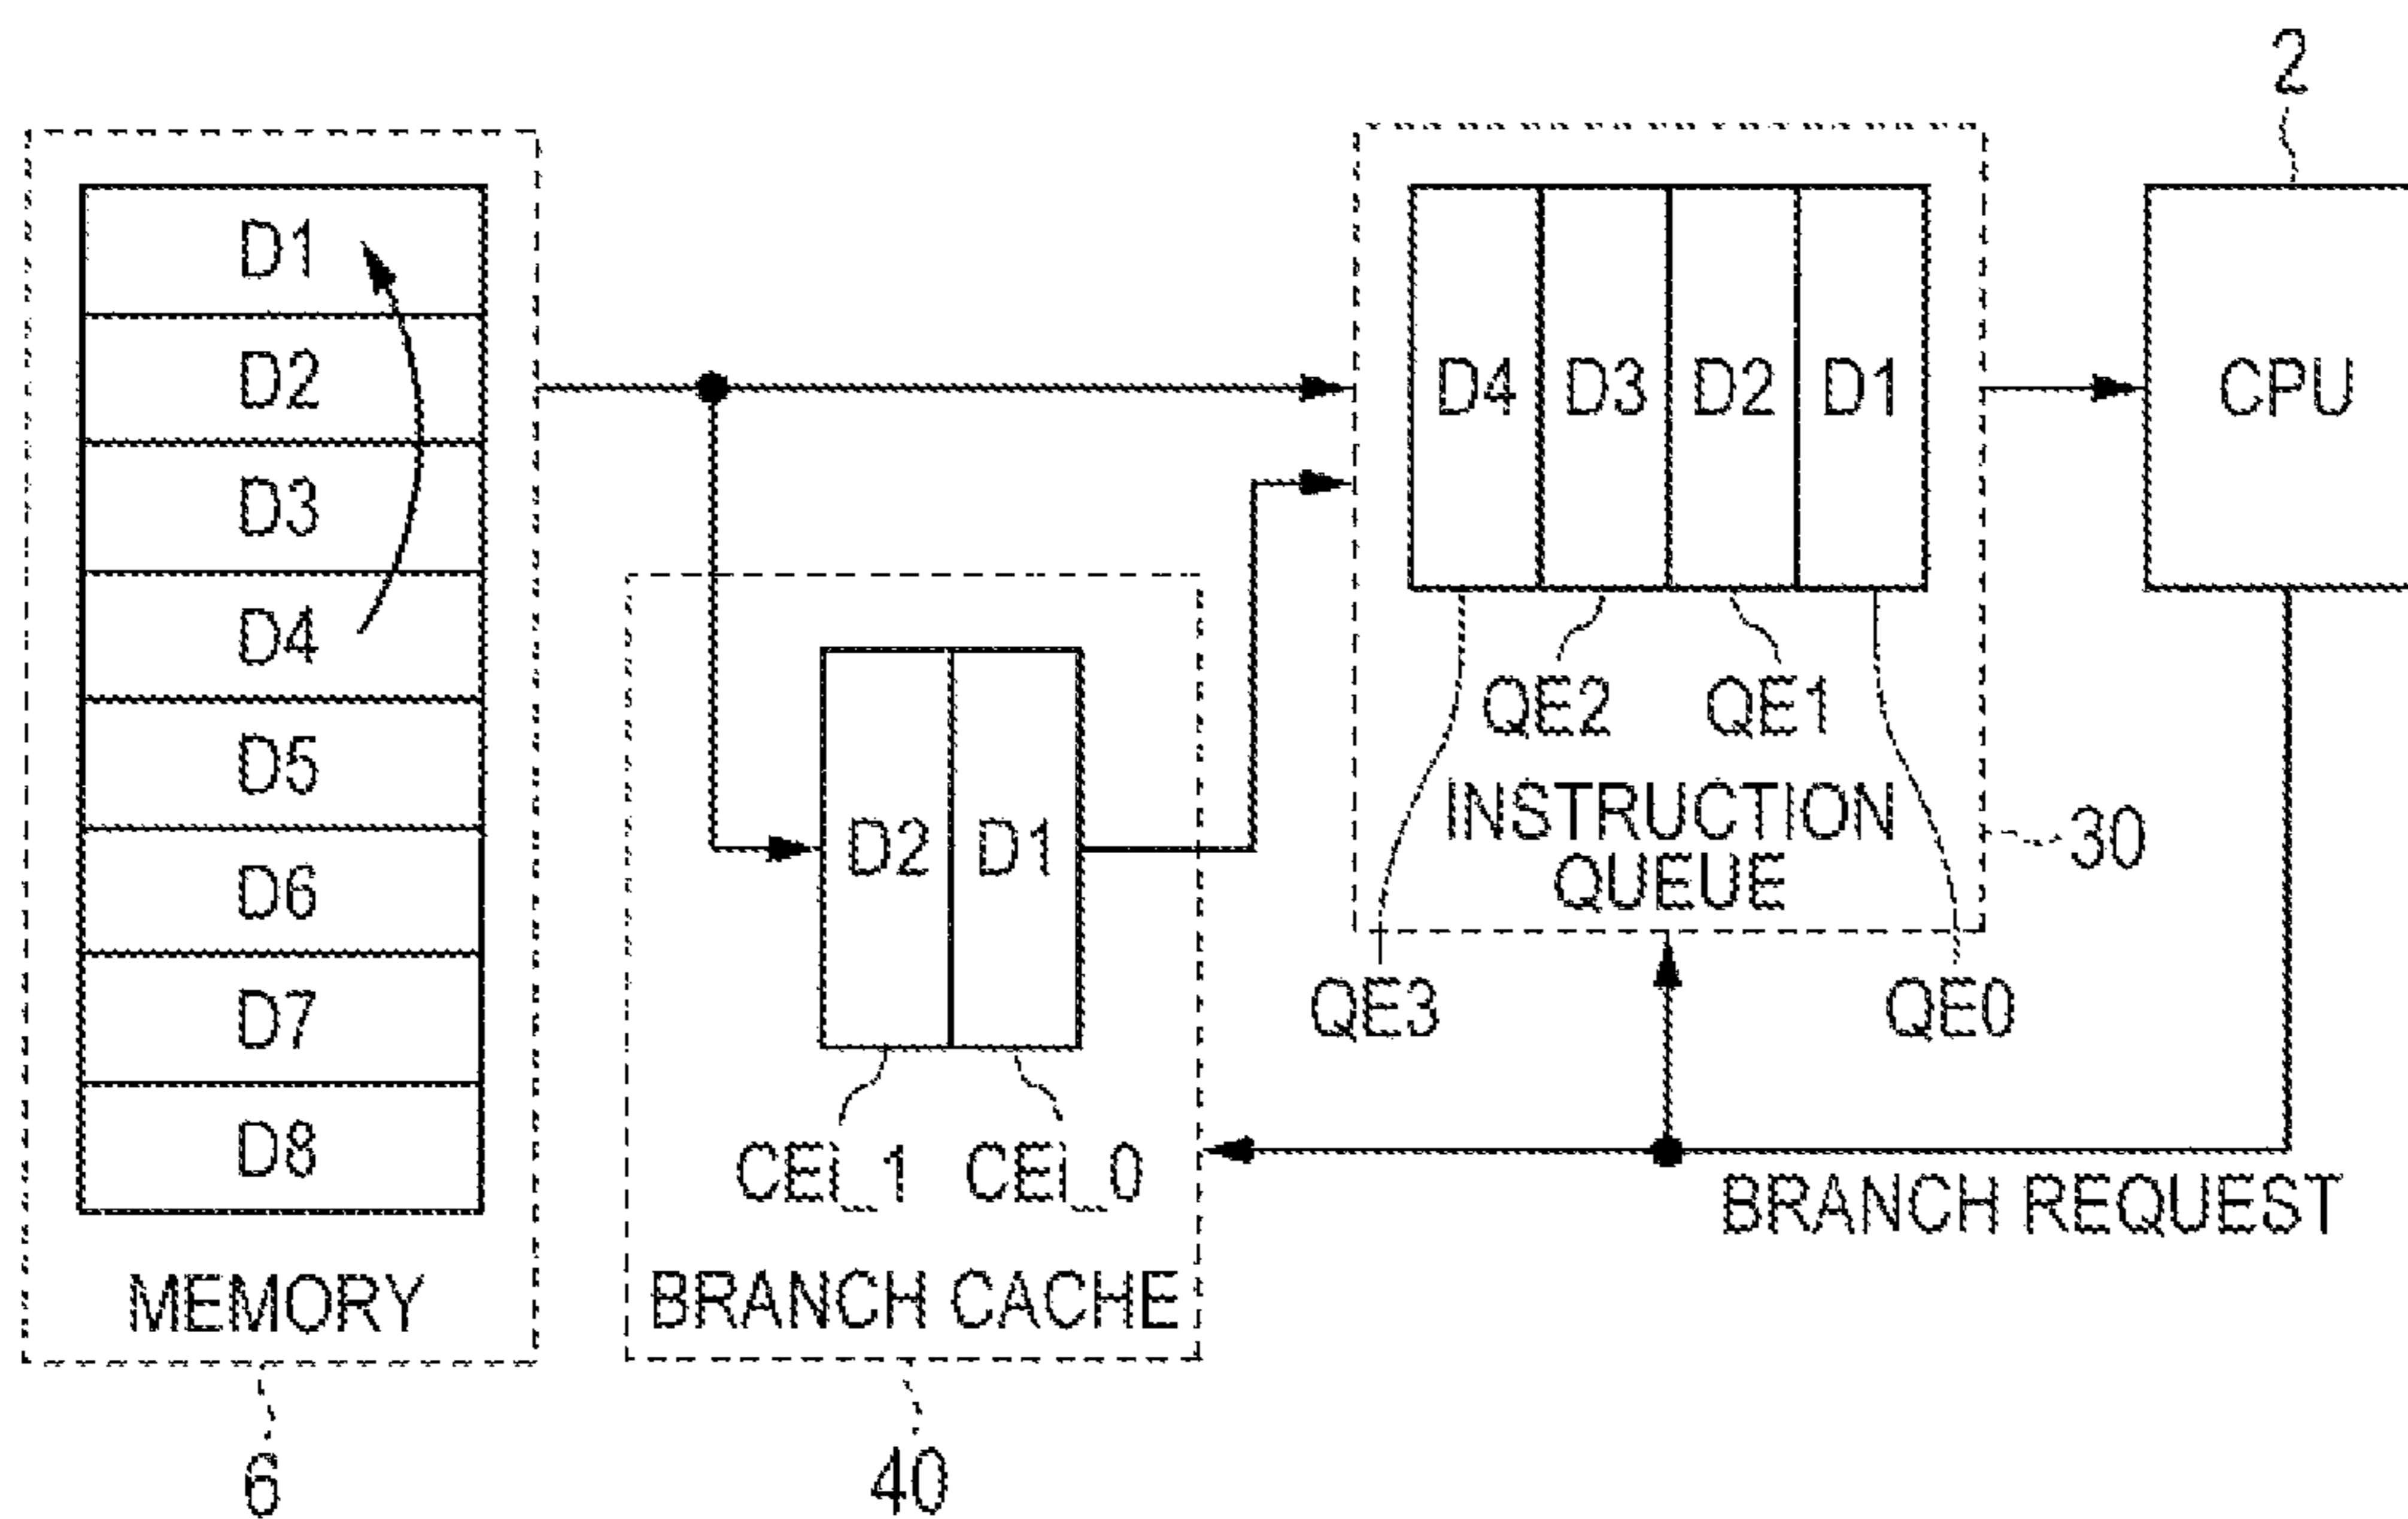 2
D1
D2
D3
D4
D5
D6
D7
D8
MEMORY
6
D2 D1
CEL_1 CEL_0
BRANCH CACHE
40
D4 D3 D2 D1
QE2 QE1
INSTRUCTION
QUEUE
QE3 QE0
30
CPU
BRANCH REQUEST